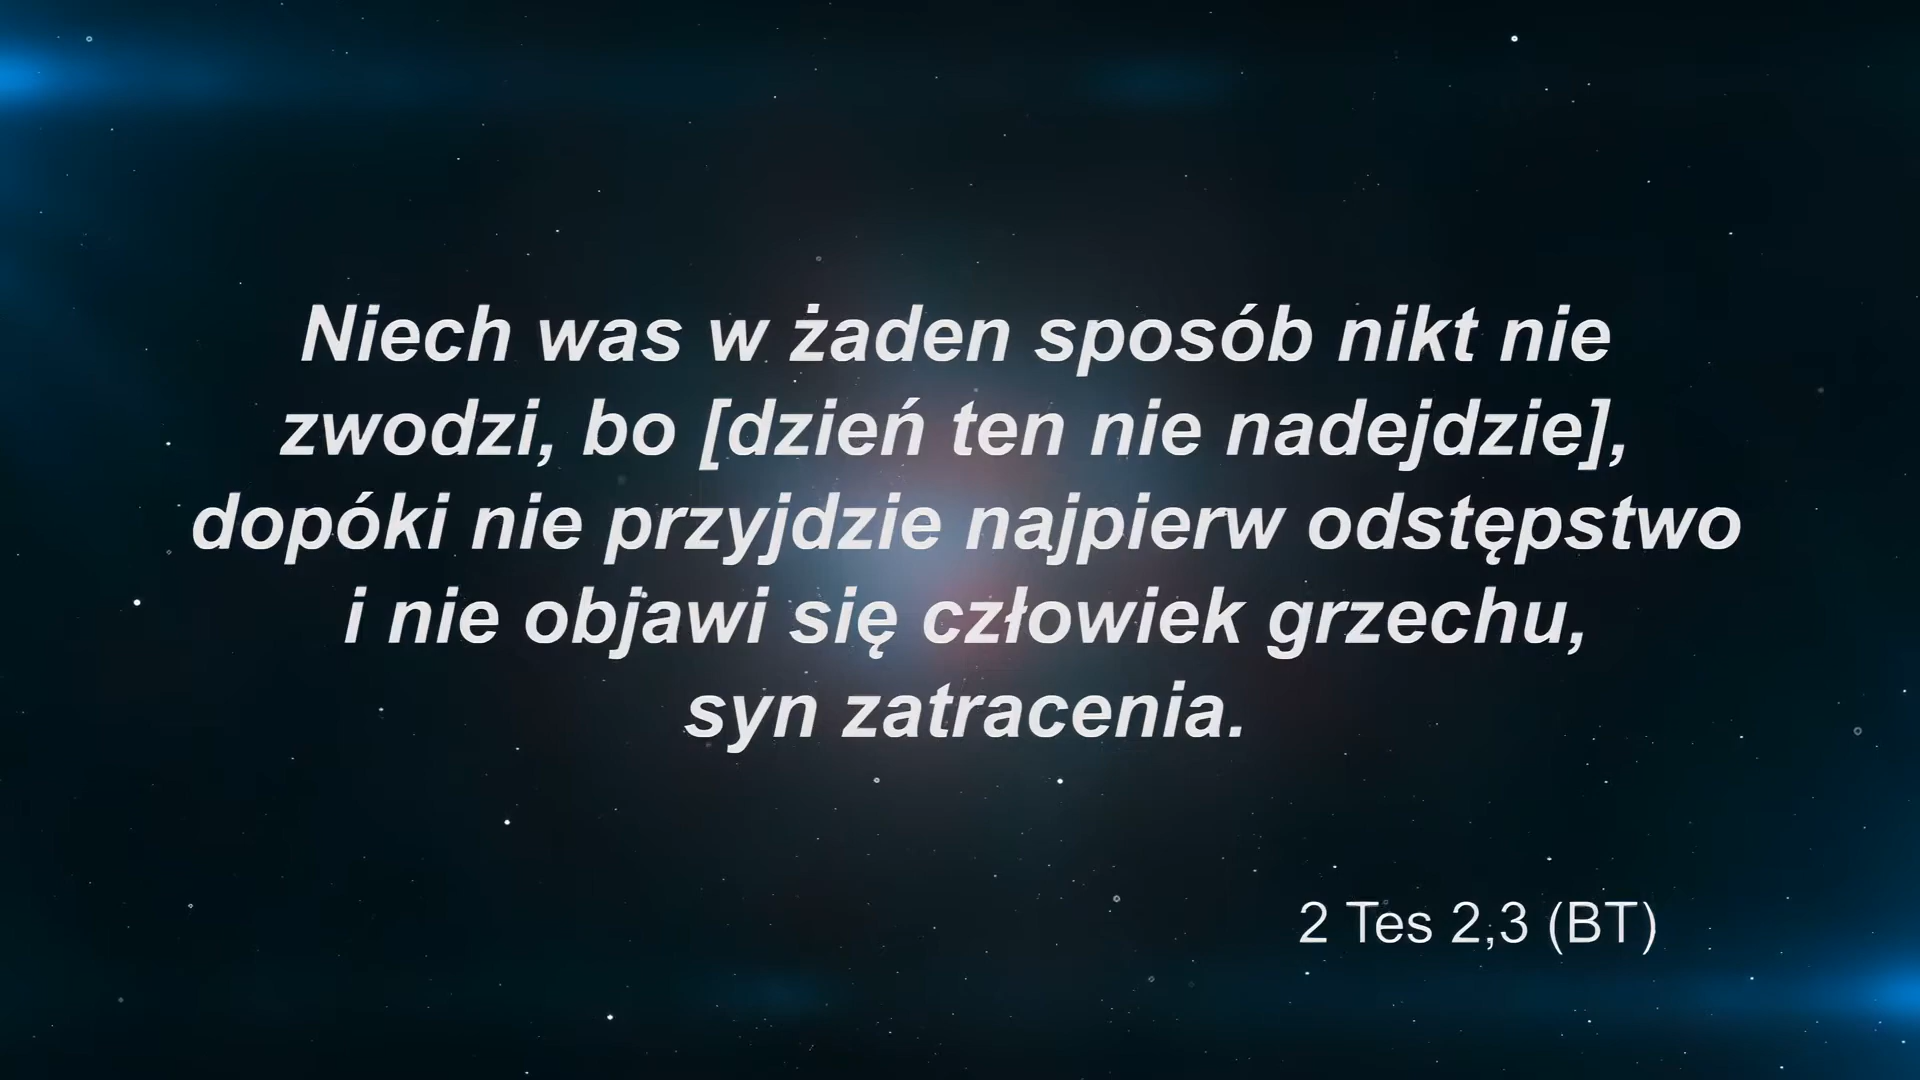 Niech was w żaden sposób nikt nie
zwodzi, bo [dzień ten nie nadejdzie],
dopóki nie przyjdzie najpierw odstępstwo
i nie objawi się człowiek grzechu,
syn zatracenia.
2 Tes 2,3 (BT)